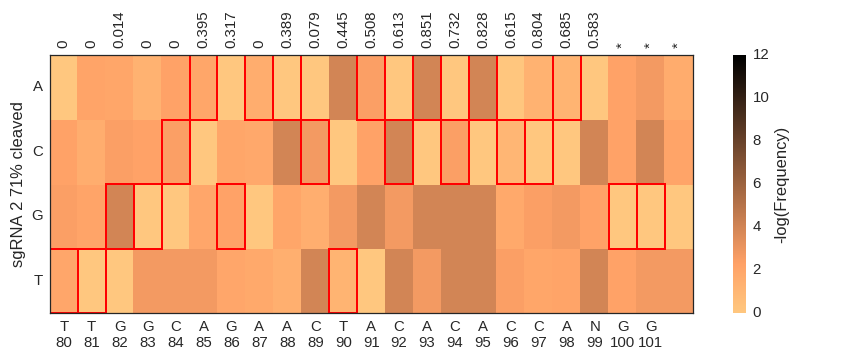 0 0 0.014 0 0 0.395 0.317 0 0.389 0.079 0.445 0.508 0.613 0.851 0.732 0.828 0.615 0.804 0.685 0.583 * * *
sgRNA 2 71% cleaved
A
C
G
T
T T G G C A G A A C T A C A C A C C A N G G
80 81 82 83 84 85 86 87 88 89 90 91 92 93 94 95 96 97 98 99 100 101
12
10
8
6
4
2
0
-log(Frequency)